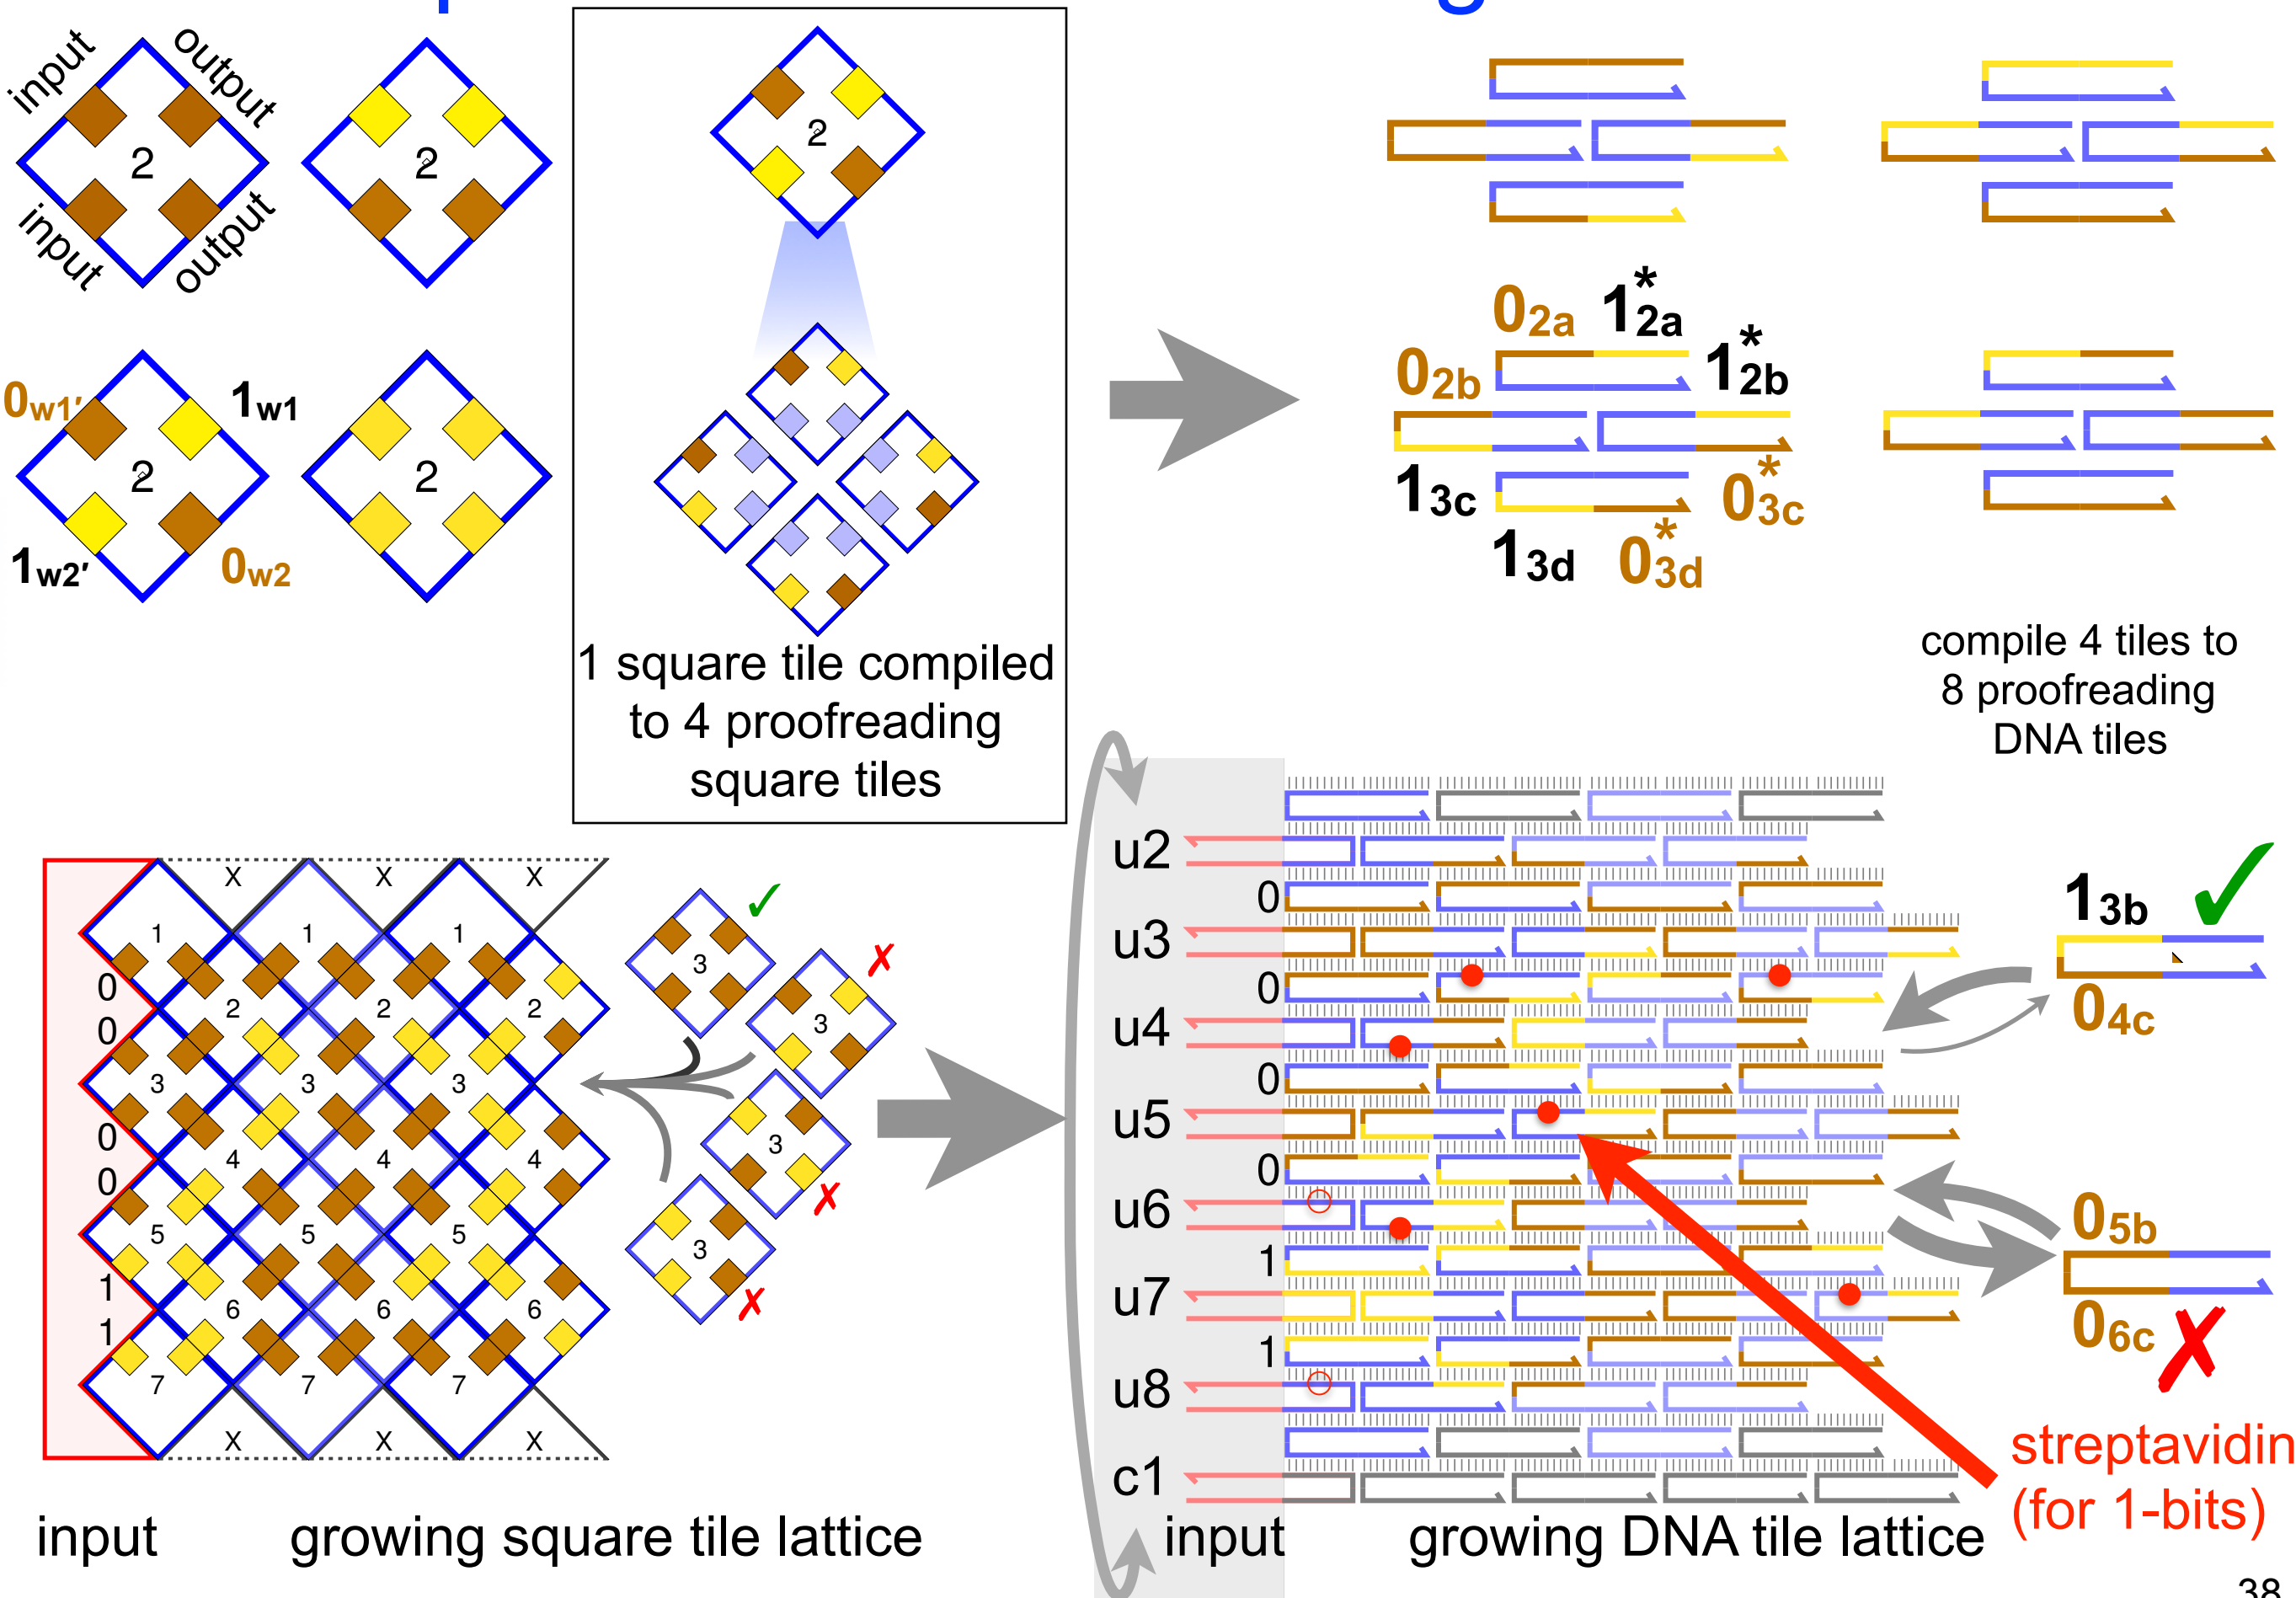 input
output
2
2
input
output
0w1′
1w1
2
2
1w2′
0w2
2
1 square tile compiled
to 4 proofreading
square tiles
02a
1*2a
02b
1*2b
13c
0*3c
13d
0*3d
compile 4 tiles to
8 proofreading
DNA tiles
X X X
1 1 1
0
2 2 2
0
3 3 3
0
4 4 4
0
5 5 5
1
6 6 6
1
7 7 7
X X X
3
3
3
3
input
growing square tile lattice
u2
0
u3
0
u4
0
u5
0
u6
1
u7
1
u8
c1
13b
04c
05b
06c
streptavidin
(for 1-bits)
input
growing DNA tile lattice
38